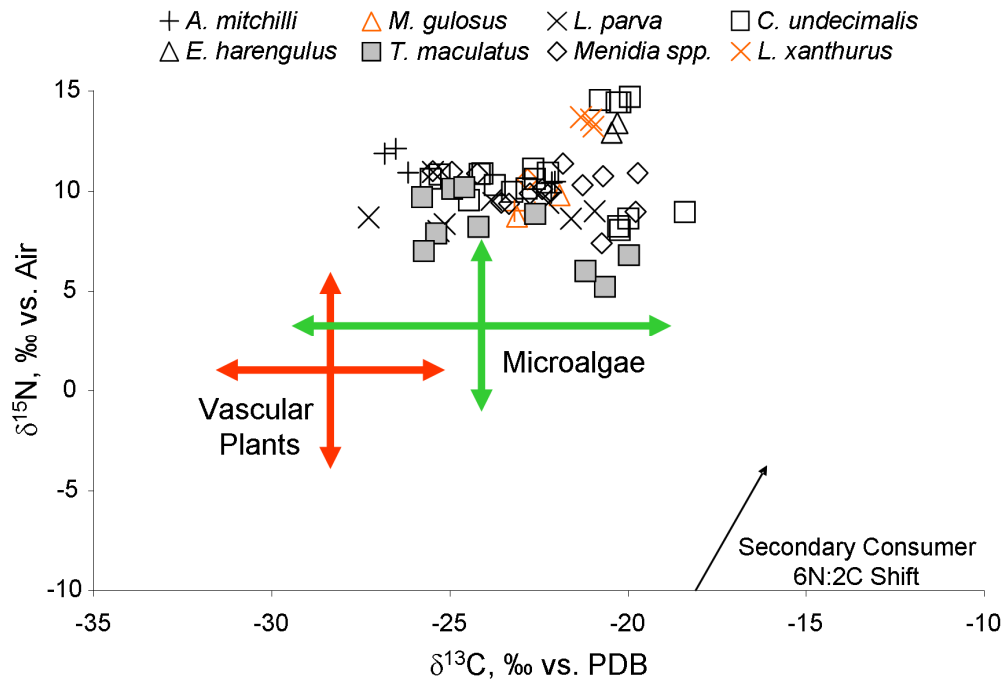 A. mitchilli M. gulosus L. parva C. undecimalis
E. harengulus T. maculatus Menidia spp. L. xanthurus
15
10
5
0
-5
-10
δ15N, ‰ vs. Air
Microalgae
Vascular
Plants
Secondary Consumer
6N:2C Shift
-35 -30 -25 -20 -15 -10
δ13C, ‰ vs. PDB